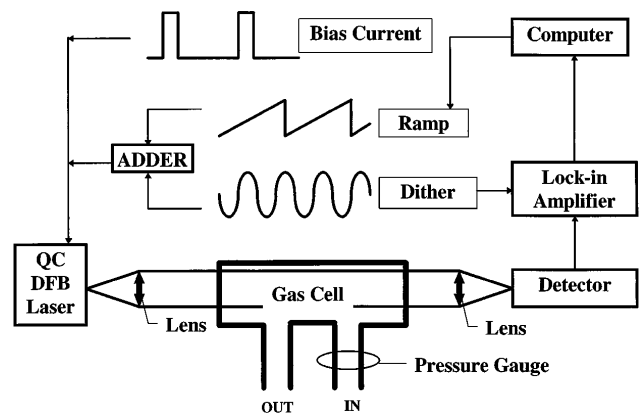 Bias Current
Computer
Ramp
ADDER
Dither
Lock-in
Amplifier
QC
DFB
Laser
Gas Cell
Detector
Lens
Lens
Pressure Gauge
OUT
IN